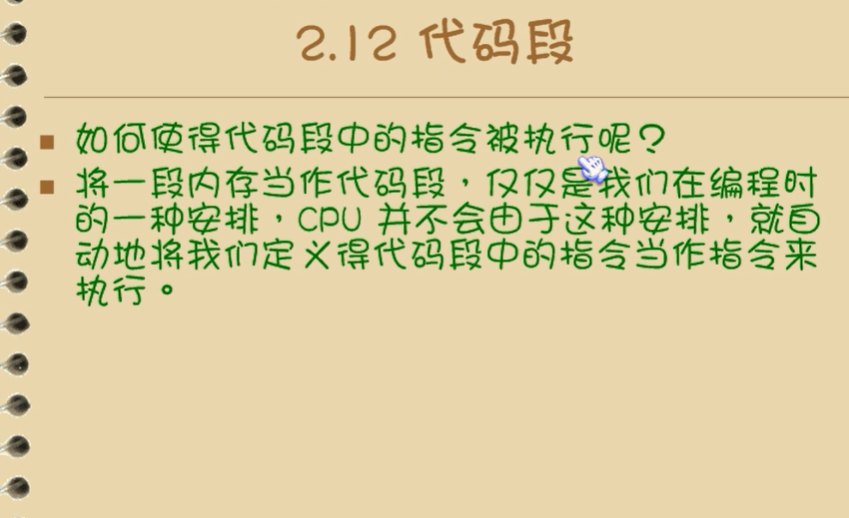 2.12 代码段
如何使得代码段中的指令被执行呢？
将一段内存当作代码段，仅仅是我们在编程时
的一种安排，CPU 并不会由于这种安排，就自
动地将我们定义得代码段中的指令当作指令来
执行。